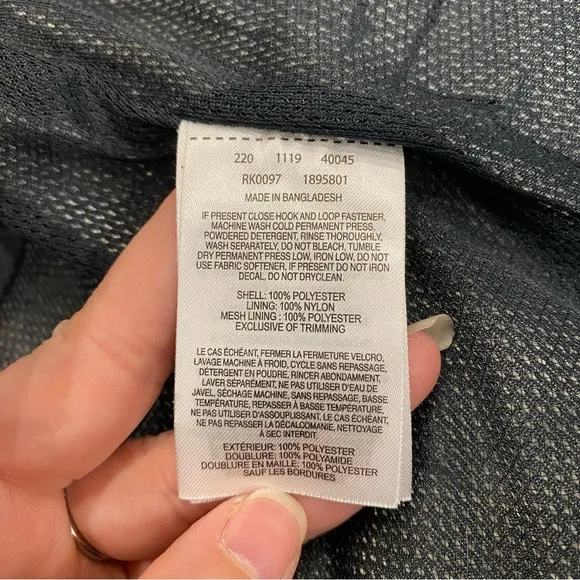 220 1119 40045
RK0097 1895801
MADE IN BANGLADESH
IF PRESENT CLOSE HOOK AND LOOP FASTENER,
MACHINE WASH COLD PERMANENT PRESS,
POWDERED DETERGENT, RINSE THOROUGHLY,
WASH SEPARATELY, DO NOT BLEACH, TUMBLE
DRY PERMANENT PRESS LOW, IRON LOW, DO NOT
USE FABRIC SOFTENER, IF PRESENT DO NOT IRON
DECAL, DO NOT DRYCLEAN.
SHELL: 100% POLYESTER
LINING: 100% NYLON
MESH LINING : 100% POLYESTER
EXCLUSIVE OF TRIMMING
LE CAS ÉCHÉANT, FERMER LA FERMETURE VELCRO,
LAVAGE MACHINE À FROID, CYCLE SANS REPASSAGE,
DÉTERGENT EN POUDRE, RINCER ABONDAMMENT,
LAVER SÉPARÉMENT, NE PAS UTILISER D'EAU DE
JAVEL, SÉCHAGE MACHINE, SANS REPASSAGE, BASSE
TEMPÉRATURE, REPASSER À BASSE TEMPÉRATURE,
NE PAS UTILISER D'ASSOUPLISSANT. LE CAS ÉCHÉANT,
NE PAS REPASSER LA DÉCALCOMANIE, NETTOYAGE
À SEC INTERDIT.
EXTÉRIEUR: 100% POLYESTER
DOUBLURE: 100% POLYAMIDE
DOUBLURE EN MAILLE: 100% POLYESTER
SAUF LES BORDURES